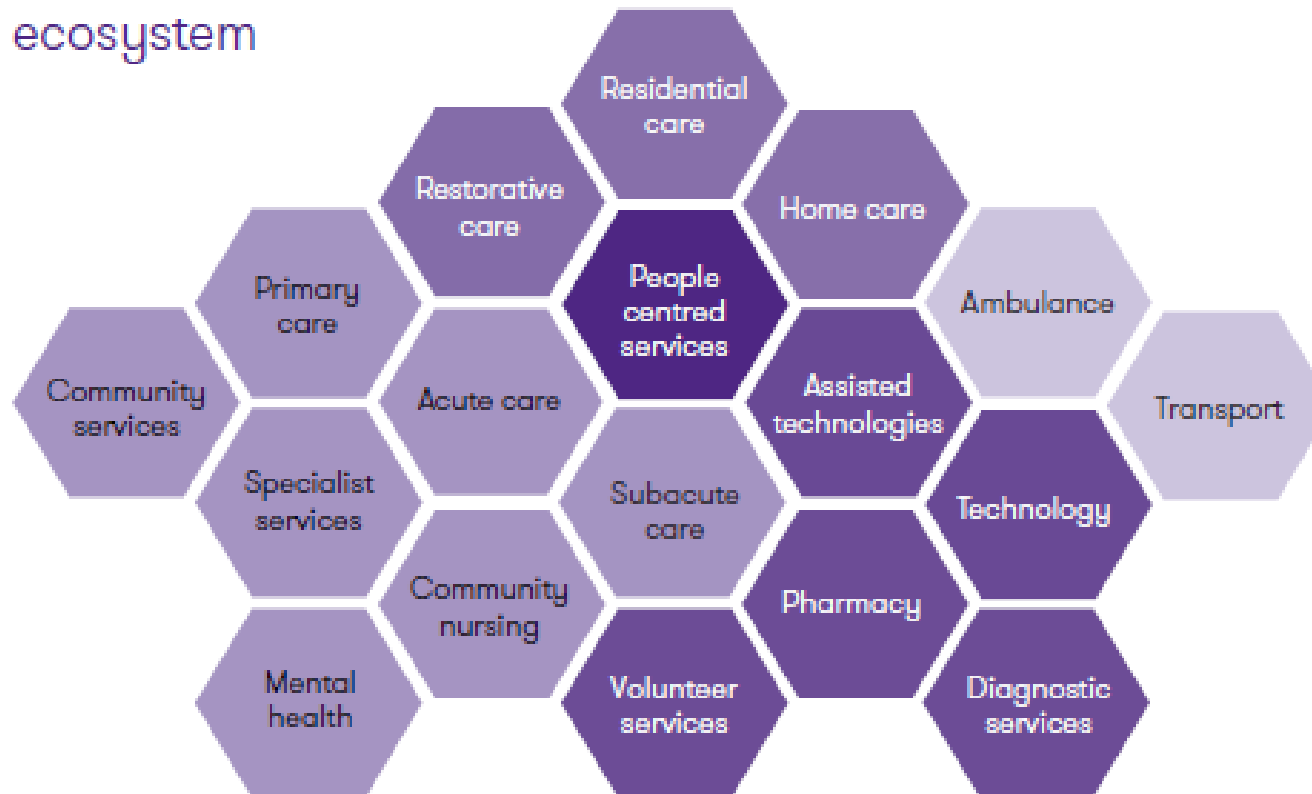 ecosystem
Residential
care
Restorative
care
Home care
Primary
care
People
centred
services
Ambulance
Community
services
Acute care
Assisted
technologies
Transport
Specialist
services
Subacute
care
Technology
Community
nursing
Pharmacy
Mental
health
Volunteer
services
Diagnostic
services